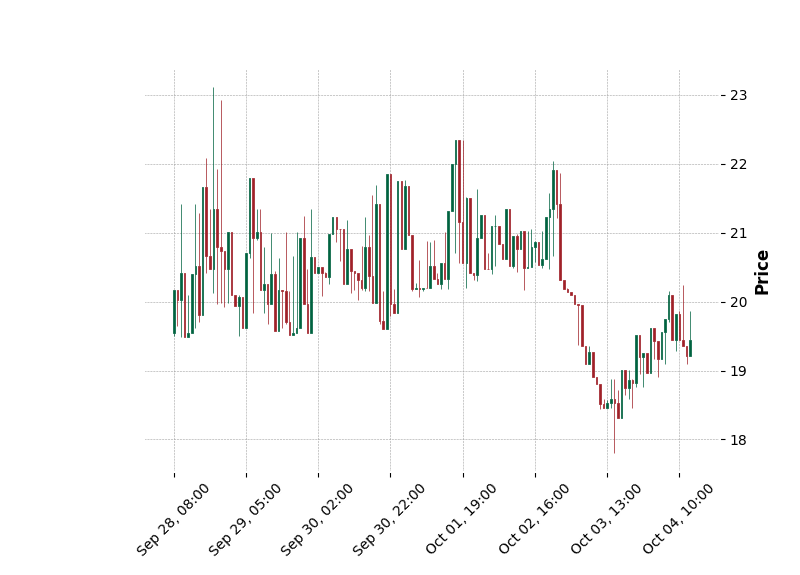 23
22
21
20
19
18
Price
Sep 28, 08:00
Sep 29, 05:00
Sep 30, 02:00
Sep 30, 22:00
Oct 01, 19:00
Oct 02, 16:00
Oct 03, 13:00
Oct 04, 10:00